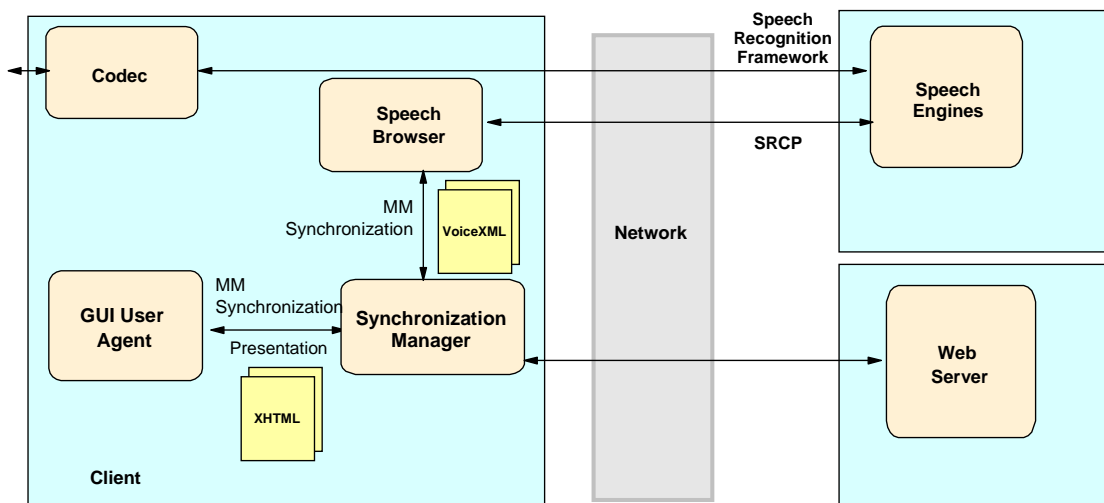 Speech
Recognition
Framework
Codec
Speech
Browser
Speech
Engines
SRCP
MM
Synchronization
VoiceXML
Network
MM
Synchronization
GUI User
Agent
Synchronization
Manager
Presentation
XHTML
Web
Server
Client